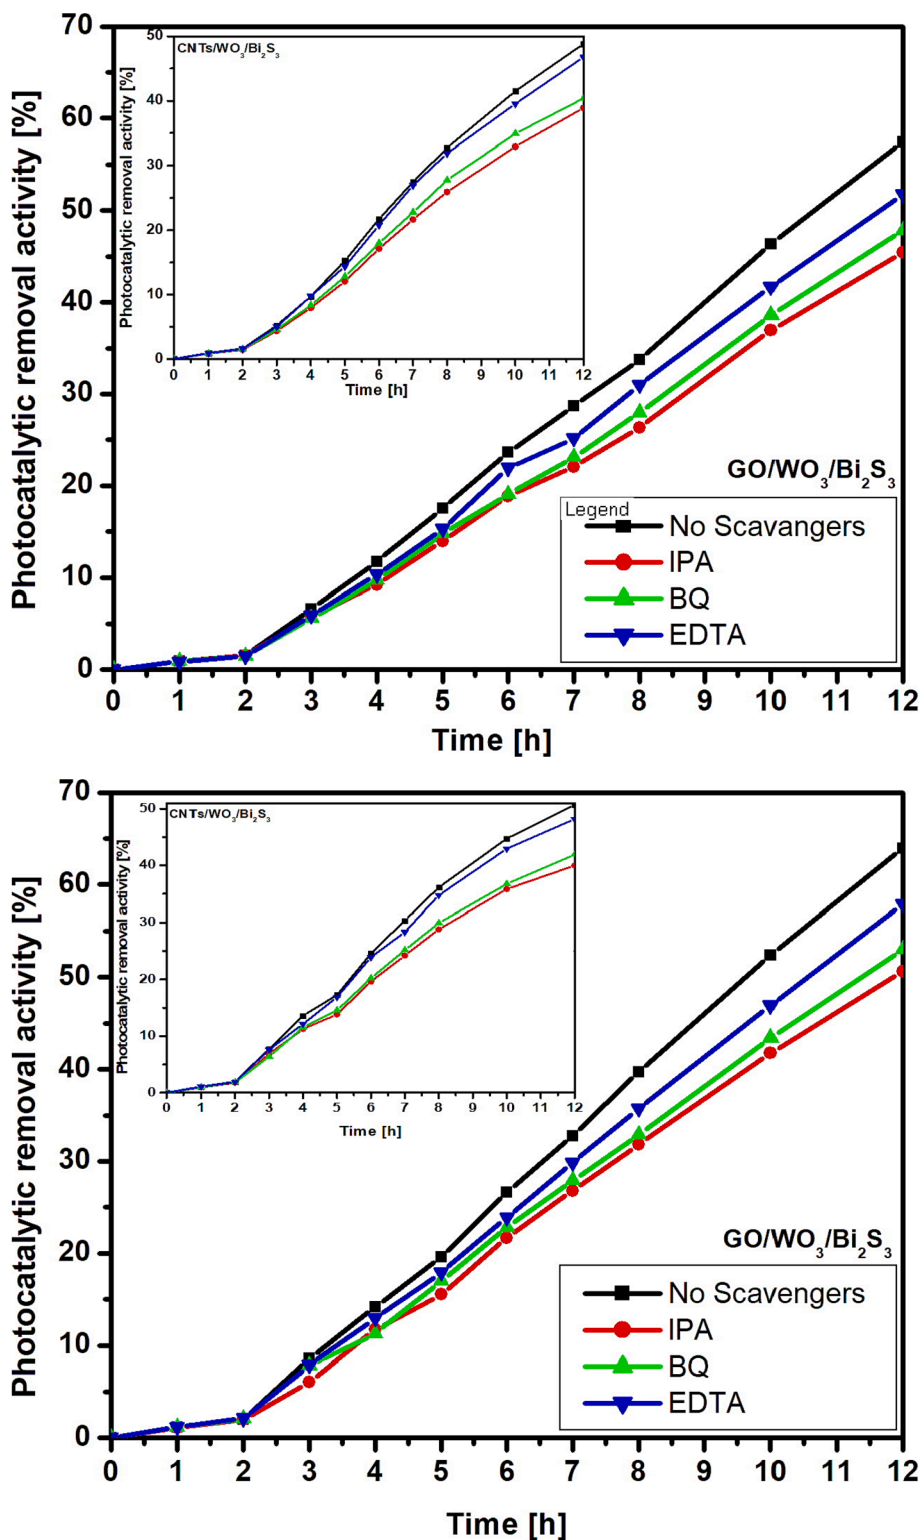 Photocatalytic removal activity [%]
70
60
50
40
30
20
10
0
CNTs/WO3/Bi2S3
Photocatalytic removal activity [%]
50
40
30
20
10
0
0 1 2 3 4 5 6 7 8 9 10 11 12
Time [h]
GO/WO3/Bi2S3
Legend
No Scavangers
IPA
BQ
EDTA
0 1 2 3 4 5 6 7 8 9 10 11 12
Time [h]
Photocatalytic removal activity [%]
70
60
50
40
30
20
10
0
CNTs/WO3/Bi2S3
Photocatalytic removal activity [%]
50
40
30
20
10
0
0 1 2 3 4 5 6 7 8 9 10 11 12
Time [h]
GO/WO3/Bi2S3
No Scavengers
IPA
BQ
EDTA
0 1 2 3 4 5 6 7 8 9 10 11 12
Time [h]